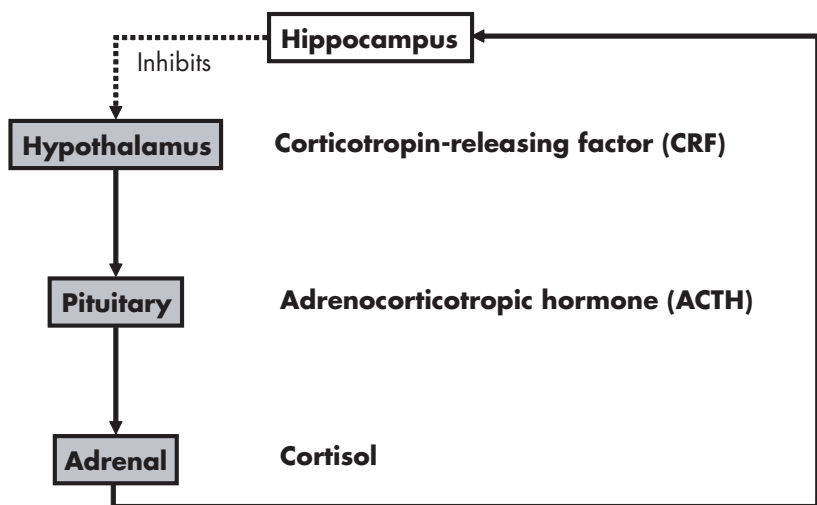 Hippocampus
Inhibits
Hypothalamus
Corticotropin-releasing factor (CRF)
Pituitary
Adrenocorticotropic hormone (ACTH)
Adrenal
Cortisol